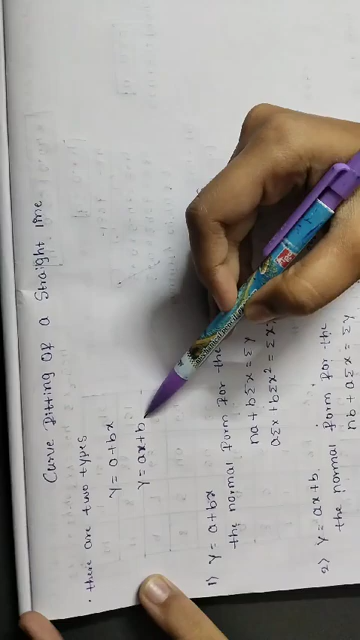 Curve Fitting of a Straight line
• there are two types
y = a+bx
y = ax+b
1) y = a+bx
the normal form for the
na+bΣx = Σy
aΣx+bΣx² = Σx
2) y = ax+b
the normal form for the
nb+aΣx = Σy